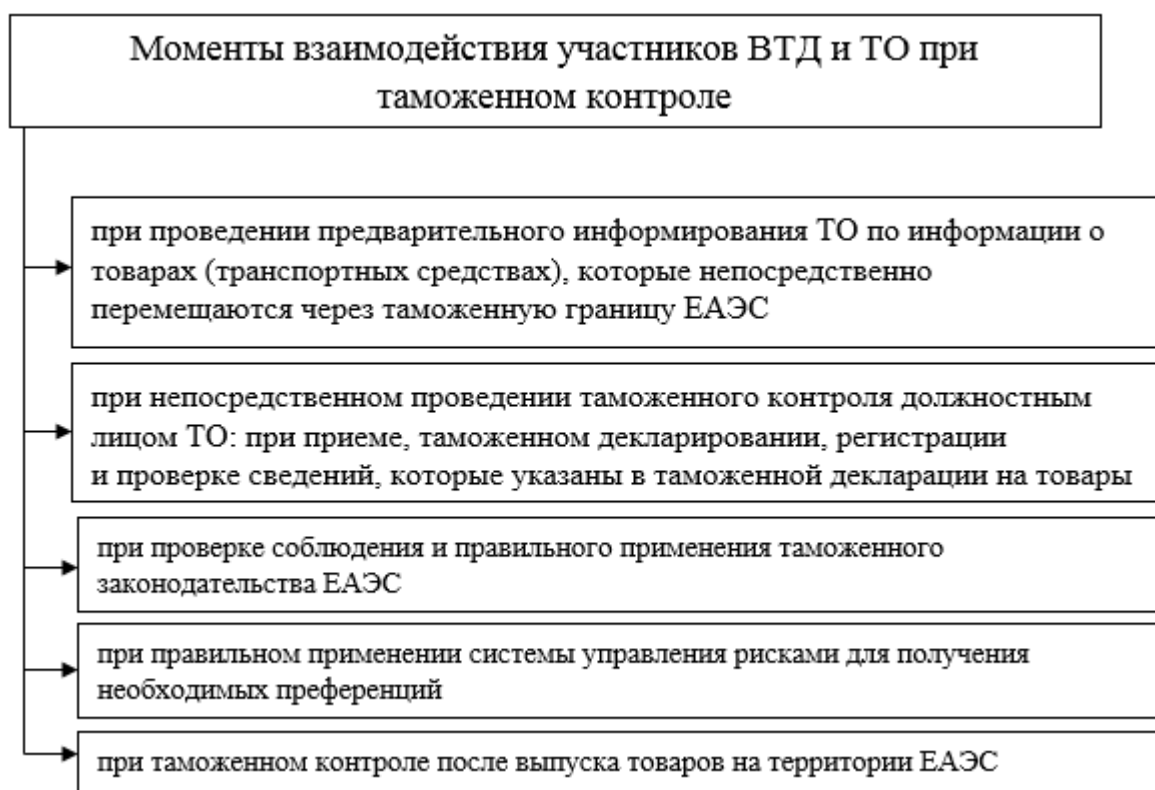 Моменты взаимодействия участников ВТД и ТО при
таможенном контроле
при проведении предварительного информирования ТО по информации о
товарах (транспортных средствах), которые непосредственно
перемещаются через таможенную границу ЕАЭС
при непосредственном проведении таможенного контроля должностным
лицом ТО: при приеме, таможенном декларировании, регистрации
и проверке сведений, которые указаны в таможенной декларации на товары
при проверке соблюдения и правильного применения таможенного
законодательства ЕАЭС
при правильном применении системы управления рисками для получения
необходимых преференций
при таможенном контроле после выпуска товаров на территории ЕАЭС